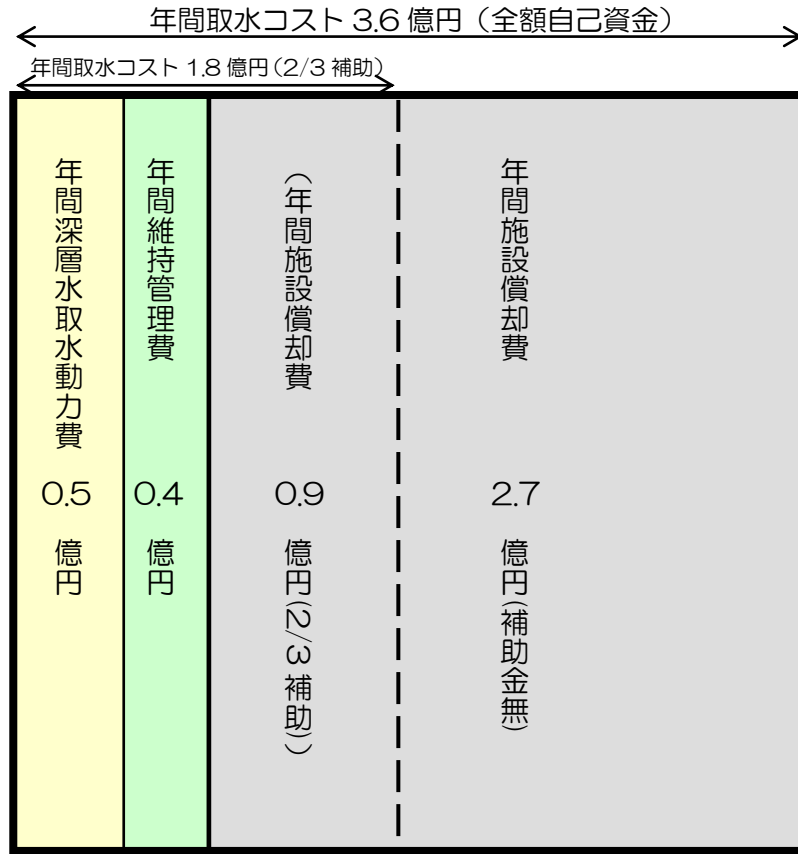 年間取水コスト 3.6 億円（全額自己資金）
年間取水コスト 1.8 億円（2/3 補助）
年間深層水取水動力費 0.5 億円
年間維持管理費 0.4 億円
（年間施設償却費 0.9 億円(2/3 補助)）
年間施設償却費 2.7 億円(補助金無)